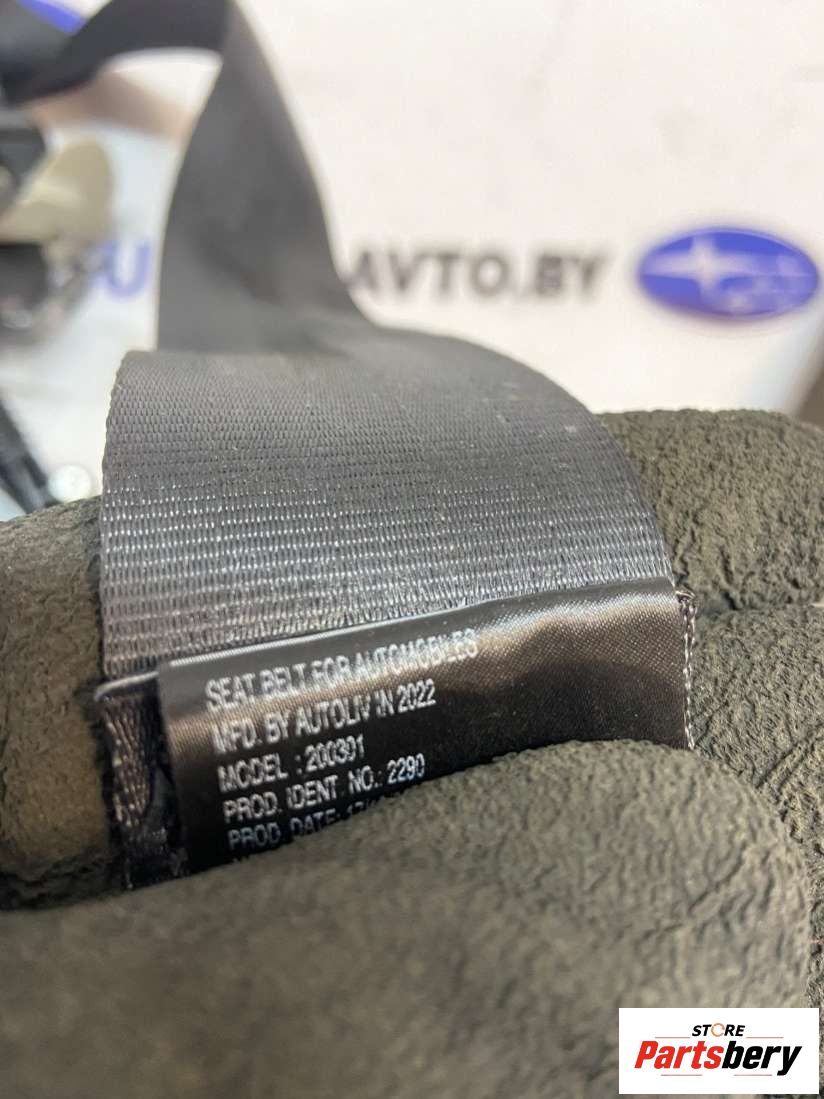 U AVTO.BY
SEAT BELT FOR AUTOMOBILES
MFD. BY AUTOLIV IN 2022
MODEL : 200391
PROD. IDENT. NO.: 2290
PROD. DATE:
STORE
Partsbery